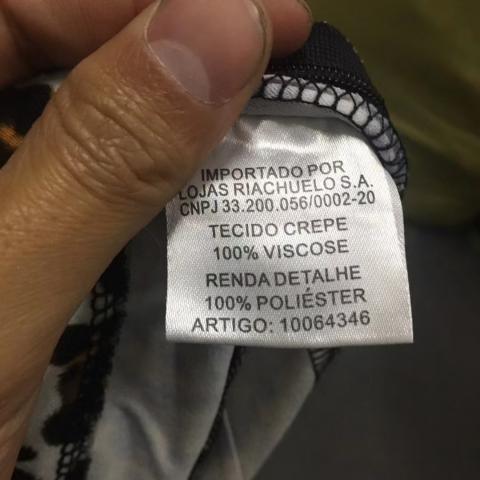 IMPORTADO POR
LOJAS RIACHUELO S.A.
CNPJ 33.200.056/0002-20
TECIDO CREPE
100% VISCOSE
RENDA DETALHE
100% POLIÉSTER
ARTIGO: 10064346